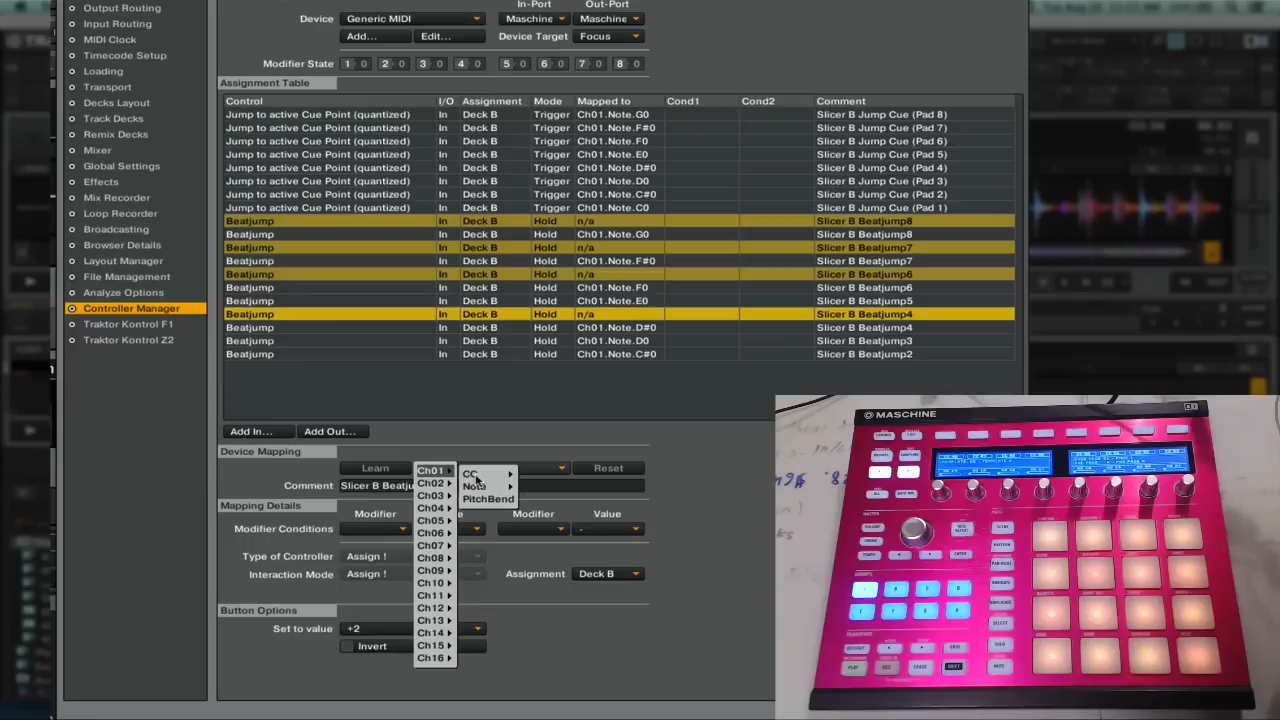 Output Routing
Input Routing
MIDI Clock
Timecode Setup
Loading
Transport
Decks Layout
Track Decks
Remix Decks
Mixer
Global Settings
Effects
Mix Recorder
Loop Recorder
Broadcasting
Browser Details
Layout Manager
File Management
Analyze Options
Controller Manager
Traktor Kontrol F1
Traktor Kontrol Z2
In-Port Out-Port
Device Generic MIDI Maschine Maschine
Add... Edit... Device Target Focus
Modifier State 1 0 2 0 3 0 4 0 5 0 6 0 7 0 8 0
Assignment Table
Control I/O Assignment Mode Mapped to Cond1 Cond2 Comment
Jump to active Cue Point (quantized) In Deck B Trigger Ch01.Note.G0 Slicer B Jump Cue (Pad 8)
Jump to active Cue Point (quantized) In Deck B Trigger Ch01.Note.F#0 Slicer B Jump Cue (Pad 7)
Jump to active Cue Point (quantized) In Deck B Trigger Ch01.Note.F0 Slicer B Jump Cue (Pad 6)
Jump to active Cue Point (quantized) In Deck B Trigger Ch01.Note.E0 Slicer B Jump Cue (Pad 5)
Jump to active Cue Point (quantized) In Deck B Trigger Ch01.Note.D#0 Slicer B Jump Cue (Pad 4)
Jump to active Cue Point (quantized) In Deck B Trigger Ch01.Note.D0 Slicer B Jump Cue (Pad 3)
Jump to active Cue Point (quantized) In Deck B Trigger Ch01.Note.C#0 Slicer B Jump Cue (Pad 2)
Jump to active Cue Point (quantized) In Deck B Trigger Ch01.Note.C0 Slicer B Jump Cue (Pad 1)
Beatjump In Deck B Hold n/a Slicer B Beatjump8
Beatjump In Deck B Hold Ch01.Note.G0 Slicer B Beatjump8
Beatjump In Deck B Hold n/a Slicer B Beatjump7
Beatjump In Deck B Hold Ch01.Note.F#0 Slicer B Beatjump7
Beatjump In Deck B Hold n/a Slicer B Beatjump6
Beatjump In Deck B Hold Ch01.Note.F0 Slicer B Beatjump6
Beatjump In Deck B Hold Ch01.Note.E0 Slicer B Beatjump5
Beatjump In Deck B Hold n/a Slicer B Beatjump4
Beatjump In Deck B Hold Ch01.Note.D#0 Slicer B Beatjump4
Beatjump In Deck B Hold Ch01.Note.D0 Slicer B Beatjump3
Beatjump In Deck B Hold Ch01.Note.C#0 Slicer B Beatjump2
Add In... Add Out...
Device Mapping
Learn Reset
Comment Slicer B Beatju
Mapping Details
Modifier Modifier Value
Modifier Conditions -
Type of Controller Assign !
Interaction Mode Assign ! Assignment Deck B
Button Options
Set to value +2
Invert
Ch01
Ch02
Ch03
Ch04
Ch05
Ch06
Ch07
Ch08
Ch09
Ch10
Ch11
Ch12
Ch13
Ch14
Ch15
Ch16
CC
Note
PitchBend
MASCHINE